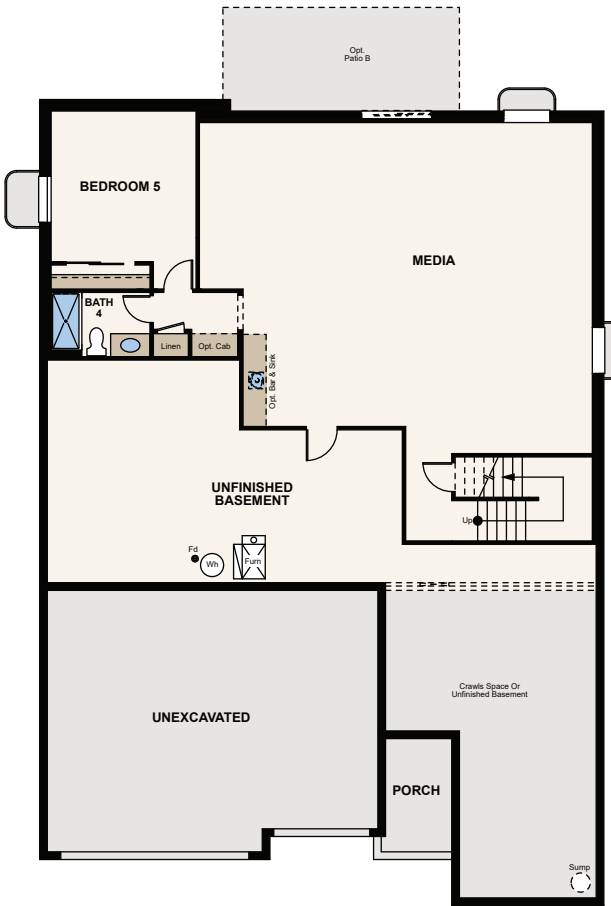 Opt.
Patio B
BEDROOM 5
MEDIA
BATH
4
Linen
Opt. Cab
Opt. Bar & Sink
UNFINISHED
BASEMENT
Up
Fd
Wh
Furn
Crawls Space Or
Unfinished Basement
UNEXCAVATED
PORCH
Sump